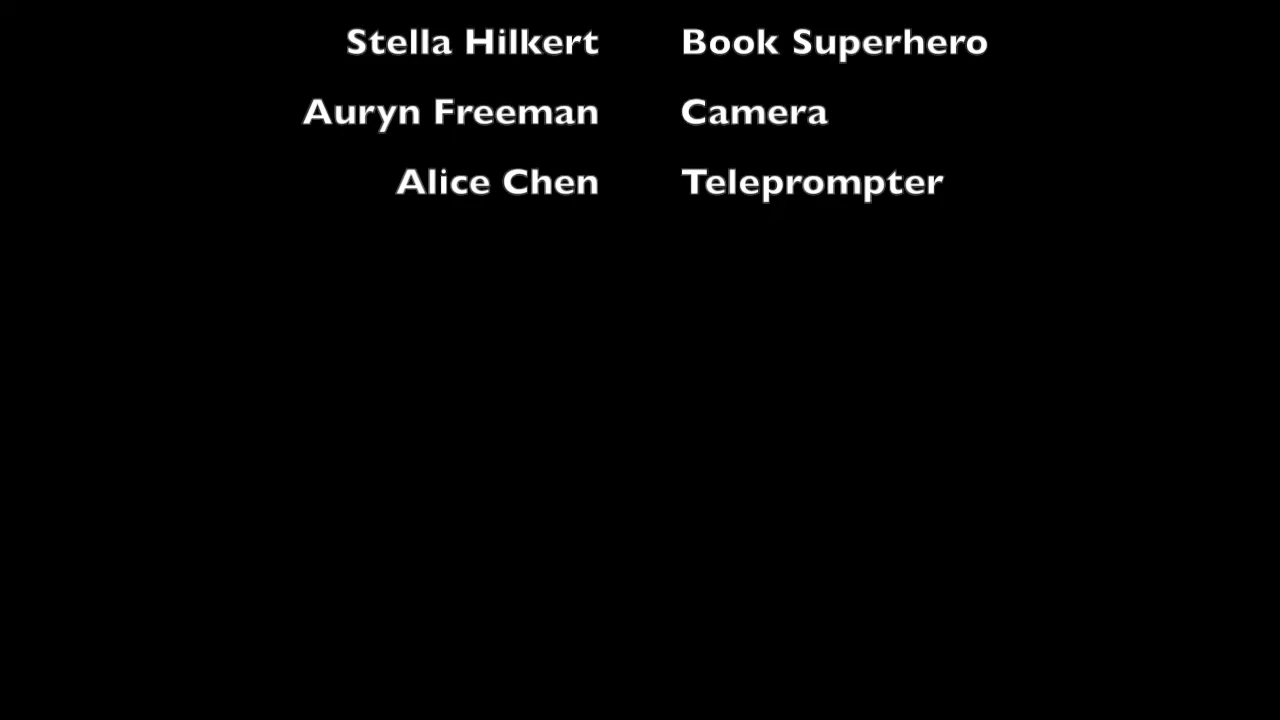 Stella Hilkert Book Superhero
Auryn Freeman Camera
Alice Chen Teleprompter